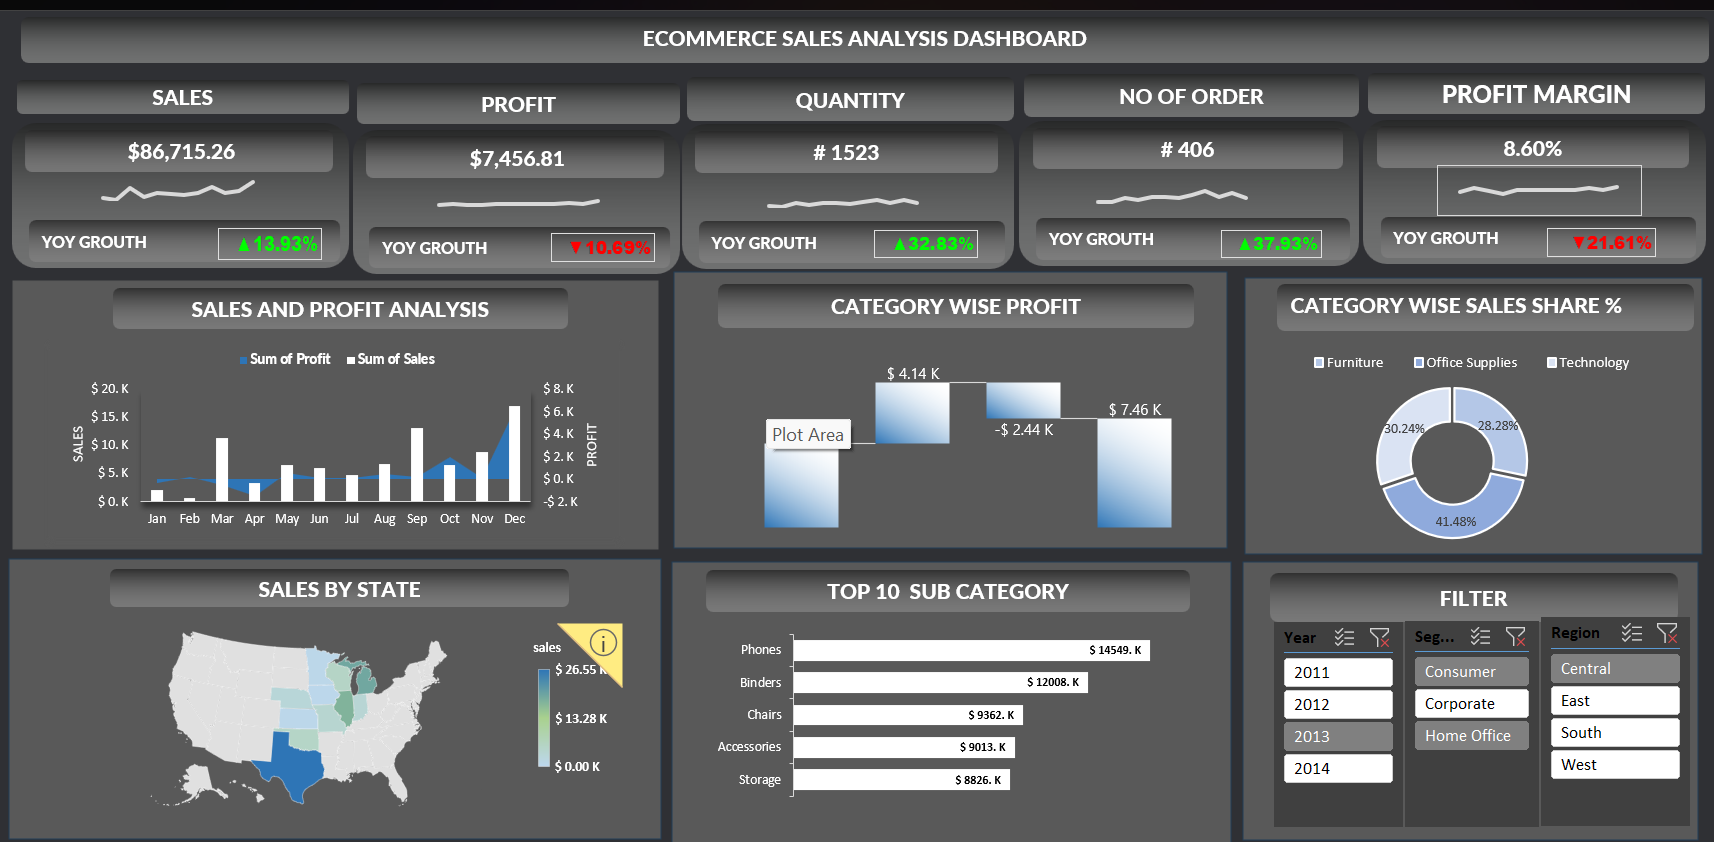 ECOMMERCE SALES ANALYSIS DASHBOARD
SALES
$86,715.26
YOY GROUTH
▲13.93%
PROFIT
$7,456.81
YOY GROUTH
▼10.69%
QUANTITY
# 1523
YOY GROUTH
▲32.83%
NO OF ORDER
# 406
YOY GROUTH
▲37.93%
PROFIT MARGIN
8.60%
YOY GROUTH
▼21.61%
SALES AND PROFIT ANALYSIS
Sum of Profit
Sum of Sales
SALES
$ 20. K
$ 15. K
$ 10. K
$ 5. K
$ 0. K
$ 8. K
$ 6. K
$ 4. K
$ 2. K
$ 0. K
-$ 2. K
PROFIT
Jan Feb Mar Apr May Jun Jul Aug Sep Oct Nov Dec
CATEGORY WISE PROFIT
Plot Area
$ 4.14 K
-$ 2.44 K
$ 7.46 K
CATEGORY WISE SALES SHARE %
Furniture
Office Supplies
Technology
30.24%
28.28%
41.48%
SALES BY STATE
sales
$ 26.55
$ 13.28 K
$ 0.00 K
TOP 10 SUB CATEGORY
Phones $ 14549. K
Binders $ 12008. K
Chairs $ 9362. K
Accessories $ 9013. K
Storage $ 8826. K
FILTER
Year
2011
2012
2013
2014
Seg...
Consumer
Corporate
Home Office
Region
Central
East
South
West